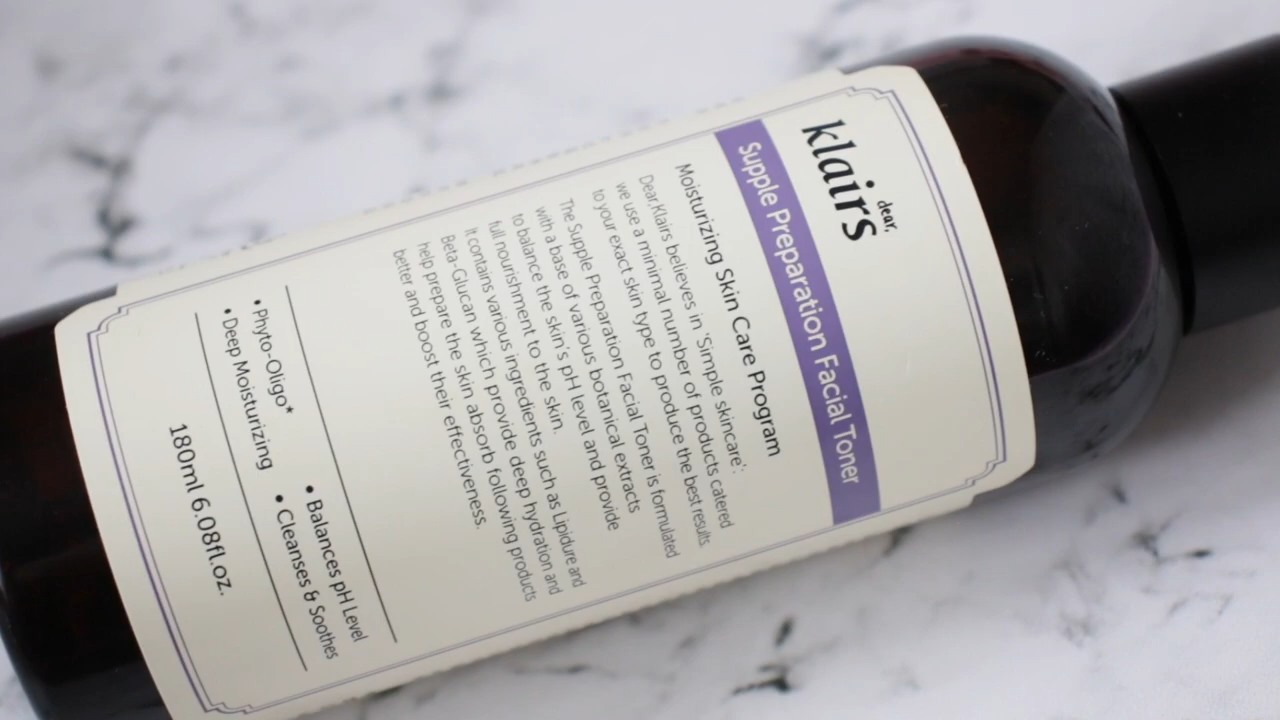 dear,
klairs
Supple Preparation Facial Toner
Moisturizing Skin Care Program
Dear,Klairs believes in 'Simple skincare':
we use a minimal number of products catered
to your exact skin type to produce the best results.
The Supple Preparation Facial Toner is formulated
with a base of various botanical extracts
to balance the skin's pH level and provide
full nourishment to the skin.
It contains various ingredients such as Lipidure and
Beta-Glucan which provide deep hydration and
help prepare the skin absorb following products
better and boost their effectiveness.
• Phyto-Oligo* • Balances pH Level
• Deep Moisturizing • Cleanses & Soothes
180ml 6.08fl.oz.